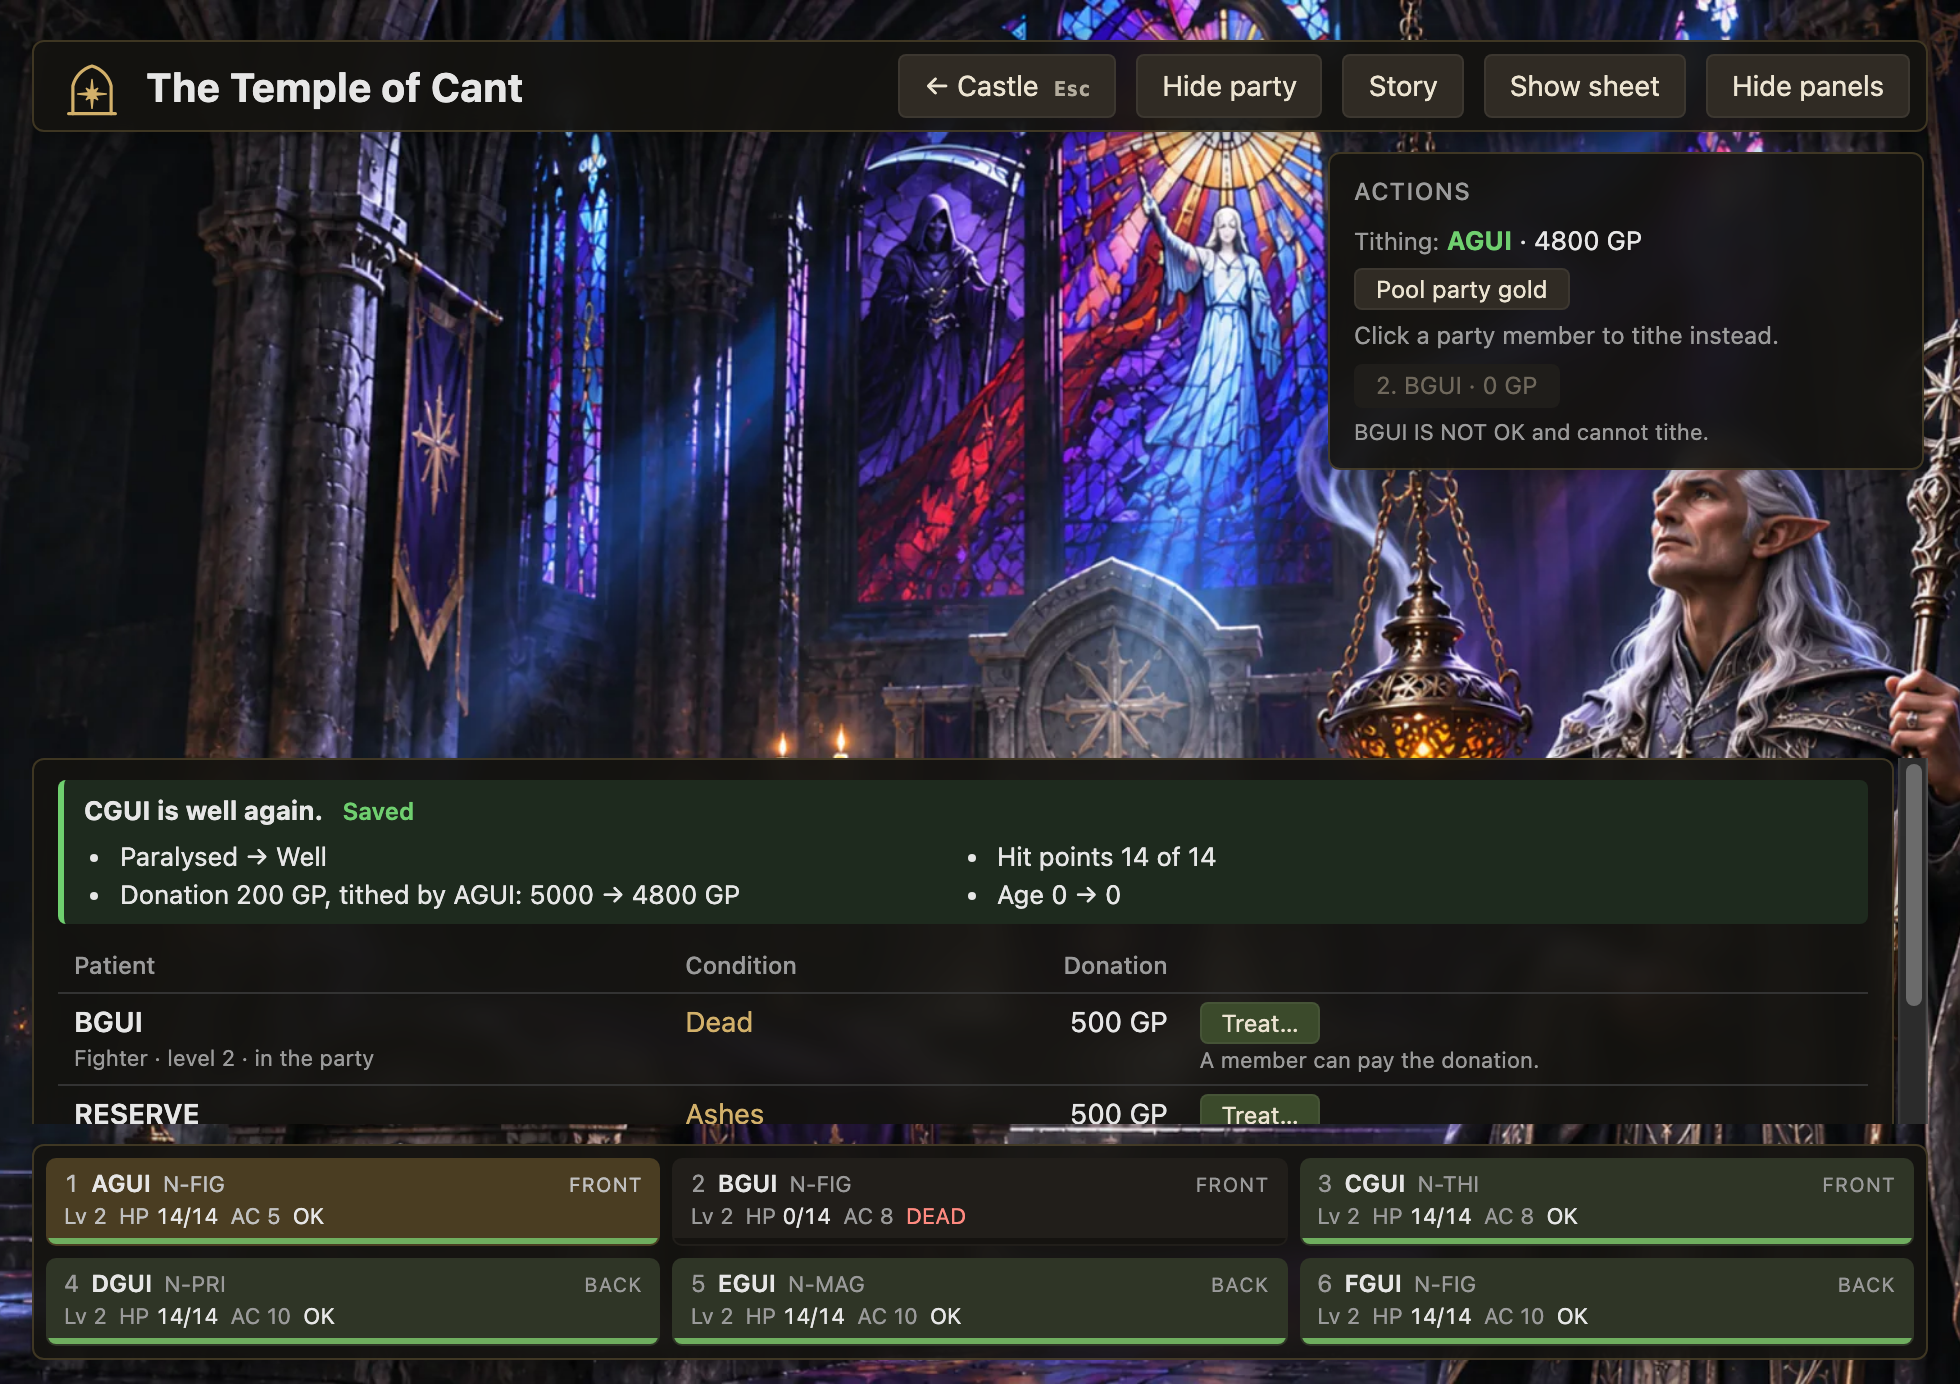 The Temple of Cant
← Castle Esc
Hide party
Story
Show sheet
Hide panels
ACTIONS
Tithing: AGUI · 4800 GP
Pool party gold
Click a party member to tithe instead.
2. BGUI · 0 GP
BGUI IS NOT OK and cannot tithe.
CGUI is well again. Saved
• Paralysed → Well
• Hit points 14 of 14
• Donation 200 GP, tithed by AGUI: 5000 → 4800 GP
• Age 0 → 0
Patient Condition Donation
BGUI Dead 500 GP Treat...
Fighter · level 2 · in the party
A member can pay the donation.
RESERVE Ashes 500 GP Treat...
1 AGUI N-FIG FRONT
Lv 2 HP 14/14 AC 5 OK
2 BGUI N-FIG FRONT
Lv 2 HP 0/14 AC 8 DEAD
3 CGUI N-THI FRONT
Lv 2 HP 14/14 AC 8 OK
4 DGUI N-PRI BACK
Lv 2 HP 14/14 AC 10 OK
5 EGUI N-MAG BACK
Lv 2 HP 14/14 AC 10 OK
6 FGUI N-FIG BACK
Lv 2 HP 14/14 AC 10 OK